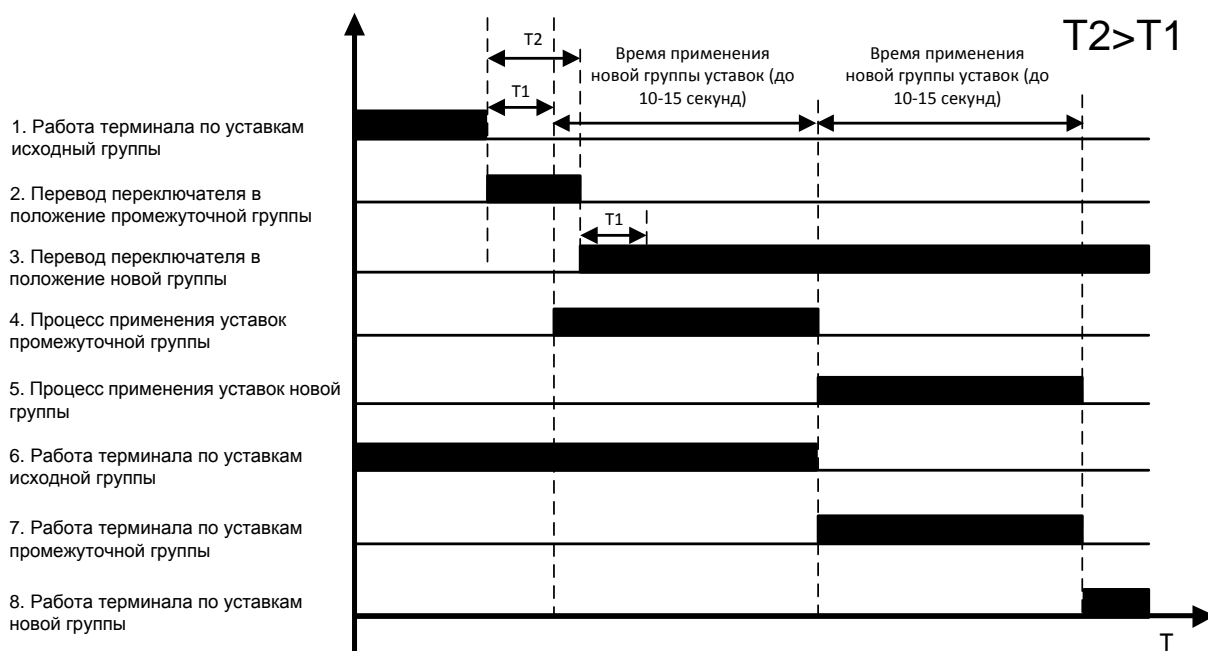 T2>T1
T2
Время применения
новой группы уставок (до
10-15 секунд)
Время применения
новой группы уставок (до
10-15 секунд)
T1
1. Работа терминала по уставкам
исходный группы
2. Перевод переключателя в
положение промежуточной группы
T1
3. Перевод переключателя в
положение новой группы
4. Процесс применения уставок
промежуточной группы
5. Процесс применения уставок новой
группы
6. Работа терминала по уставкам
исходной группы
7. Работа терминала по уставкам
промежуточной группы
8. Работа терминала по уставкам
новой группы
T